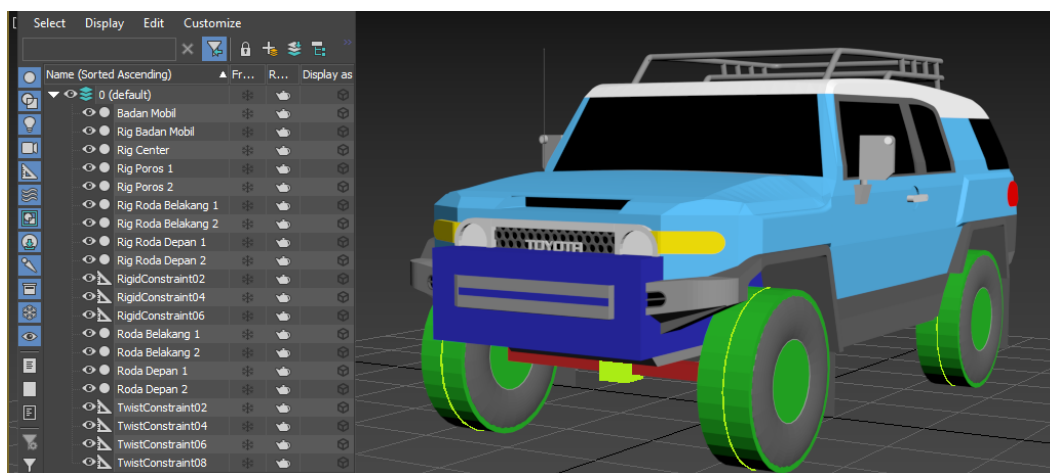 Select Display Edit Customize
Name (Sorted Ascending) ▲ Fr... R... Display as
0 (default)
Badan Mobil
Rig Badan Mobil
Rig Center
Rig Poros 1
Rig Poros 2
Rig Roda Belakang 1
Rig Roda Belakang 2
Rig Roda Depan 1
Rig Roda Depan 2
RigidConstraint02
RigidConstraint04
RigidConstraint06
Roda Belakang 1
Roda Belakang 2
Roda Depan 1
Roda Depan 2
TwistConstraint02
TwistConstraint04
TwistConstraint06
TwistConstraint08
TOYOTA